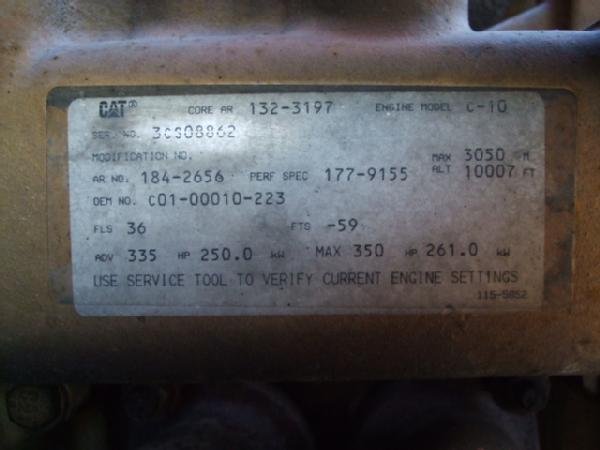 CAT® CORE AR 132-3197 ENGINE MODEL C-10
SER. NO. 3CS08862
MODIFICATION NO.
AR NO. 184-2656 PERF SPEC 177-9155 MAX ALT 3050 M 10007 FT
OEM NO. C01-00010-223
FLS 36 FTS -59
ADV 335 HP 250.0 kW MAX 350 HP 261.0 kW
USE SERVICE TOOL TO VERIFY CURRENT ENGINE SETTINGS
115-5852